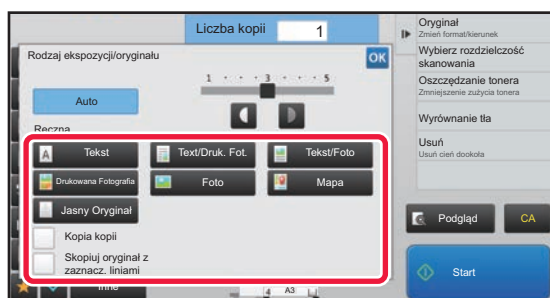 Liczba kopii 1
Rodzaj ekspozycji/oryginału
OK
1 3 5
Auto
Ręczna
Tekst
Text/Druk. Fot.
Tekst/Foto
Drukowana Fotografia
Foto
Mapa
Jasny Oryginał
Kopia kopii
Skopiuj oryginał z
zaznacz. liniami
Inne
4 A3
Oryginał
Zmień format/kierunek
Wybierz rozdzielczość
skanowania
Oszczędzanie tonera
Zmniejszenie zużycia tonera
Wyrównanie tła
Usuń
Usuń cień dookoła
Podgląd
CA
Start